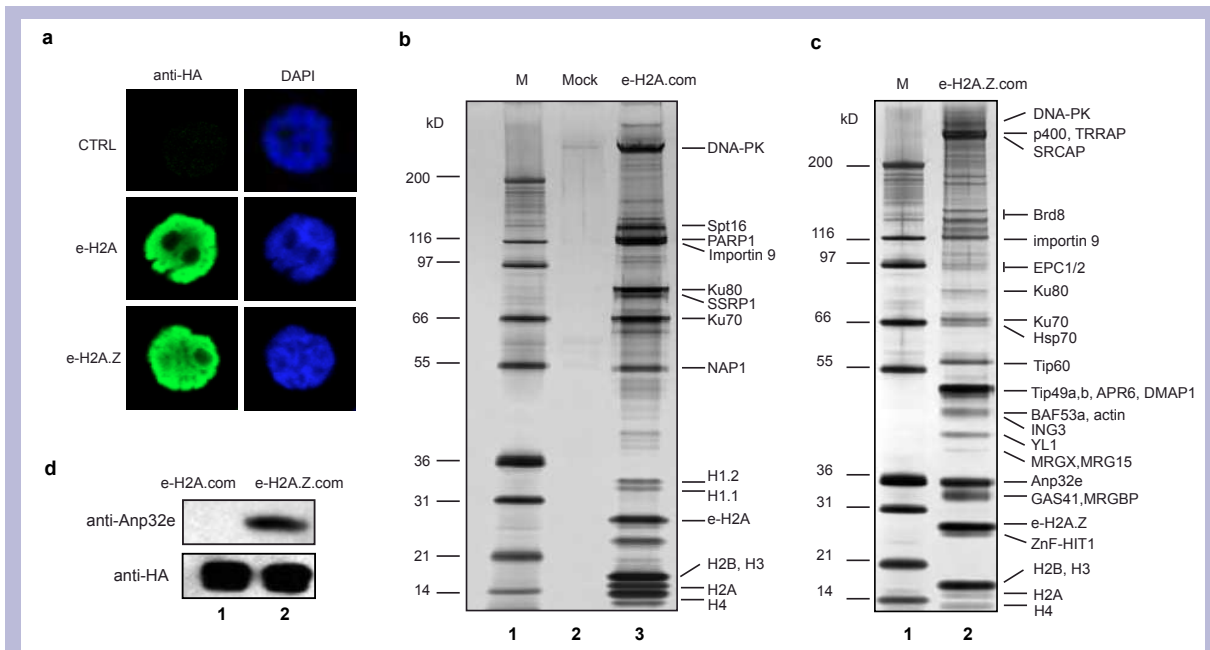 a
anti-HA DAPI
CTRL
e-H2A
e-H2A.Z
b
M Mock e-H2A.com
kD
200
116
97
66
55
36
31
21
14
DNA-PK
Spt16
PARP1
Importin 9
Ku80
SSRP1
Ku70
NAP1
H1.2
H1.1
e-H2A
H2B, H3
H2A
H4
1 2 3
c
M e-H2A.Z.com
kD
200
116
97
66
55
36
31
21
14
DNA-PK
p400, TRRAP
SRCAP
Brd8
importin 9
EPC1/2
Ku80
Ku70
Hsp70
Tip60
Tip49a,b, APR6, DMAP1
BAF53a, actin
ING3
YL1
MRGX,MRG15
Anp32e
GAS41,MRGBP
e-H2A.Z
ZnF-HIT1
H2B, H3
H2A
H4
1 2
d
e-H2A.com e-H2A.Z.com
anti-Anp32e
anti-HA
1 2